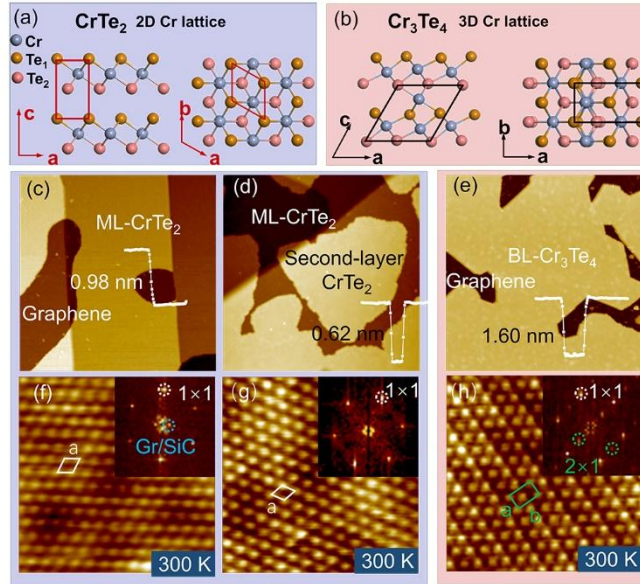 (a) CrTe₂ 2D Cr lattice
Cr
Te₁
Te₂
c
a
b
a
(b) Cr₃Te₄ 3D Cr lattice
c
a
b
a
(c)
ML-CrTe₂
0.98 nm
Graphene
(d)
ML-CrTe₂
Second-layer
CrTe₂
0.62 nm
(e)
BL-Cr₃Te₄
Graphene
1.60 nm
(f)
1×1
Gr/SiC
a
300 K
(g)
1×1
a
300 K
(h)
1×1
2×1
a
b
300 K